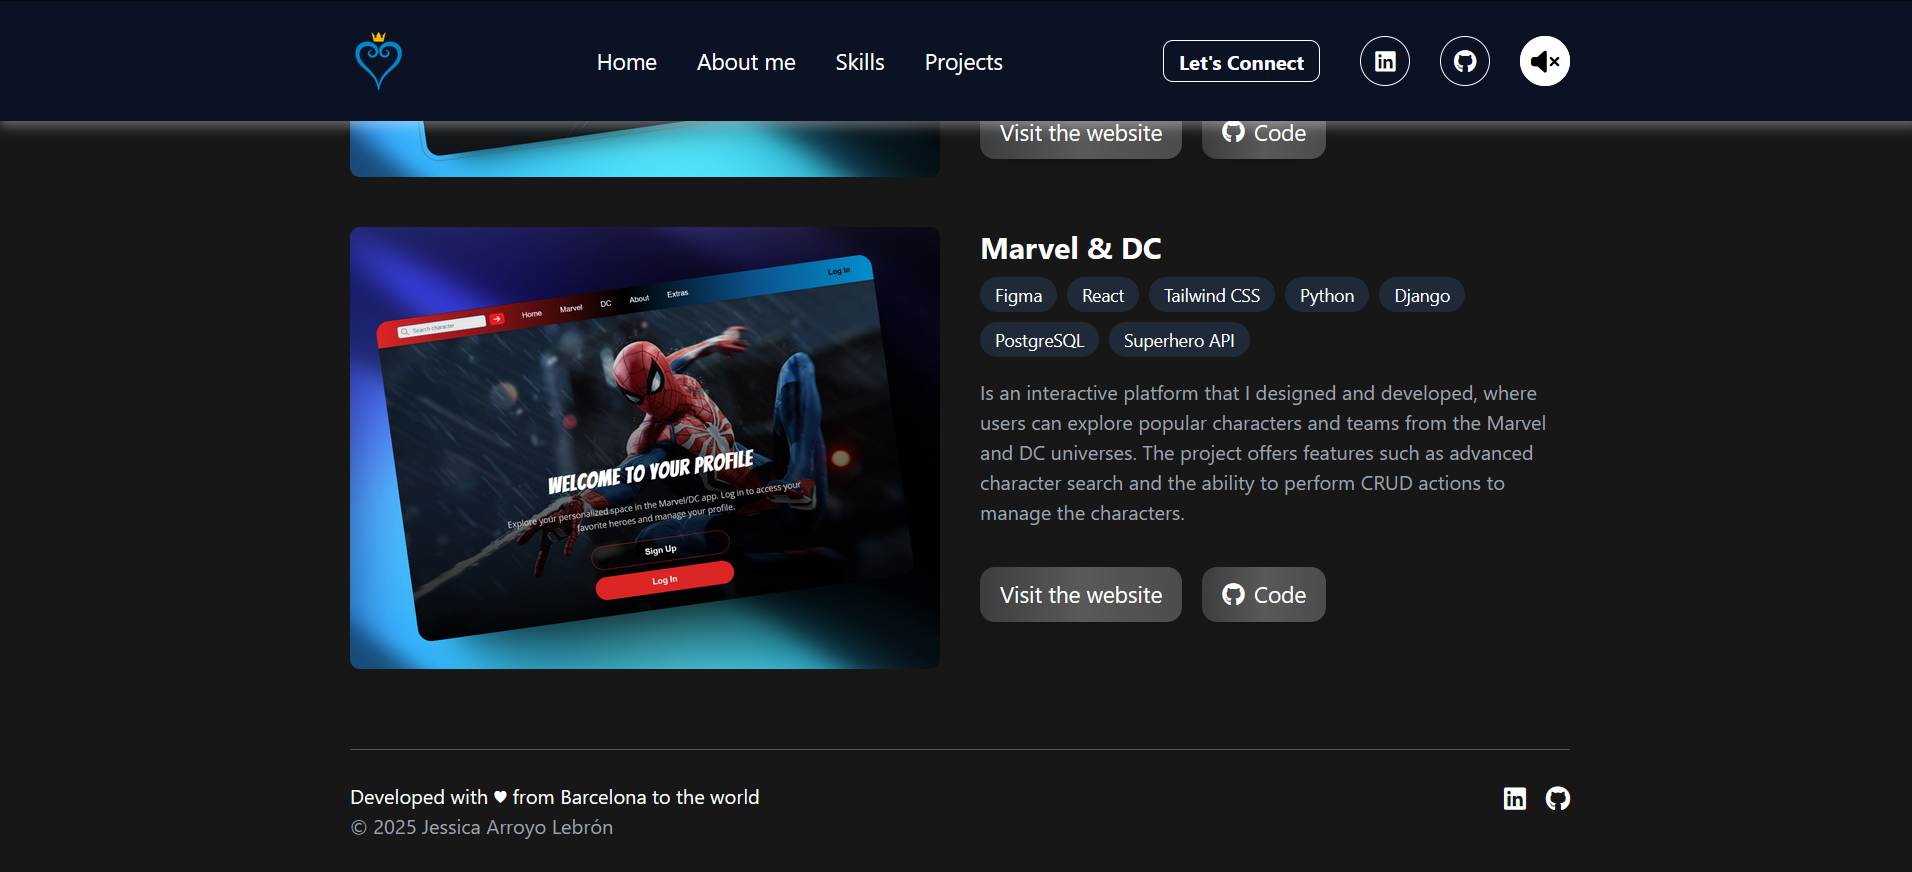 Home About me Skills Projects Let's Connect
Visit the website Code
Log In
Search character Home Marvel DC About Extras
WELCOME TO YOUR PROFILE
Explore your personalized space in the Marvel/DC app. Log in to access your
favorite heroes and manage your profile.
Sign Up
Log In
Marvel & DC
Figma React Tailwind CSS Python Django
PostgreSQL Superhero API
Is an interactive platform that I designed and developed, where
users can explore popular characters and teams from the Marvel
and DC universes. The project offers features such as advanced
character search and the ability to perform CRUD actions to
manage the characters.
Visit the website Code
Developed with ♥ from Barcelona to the world
© 2025 Jessica Arroyo Lebrón